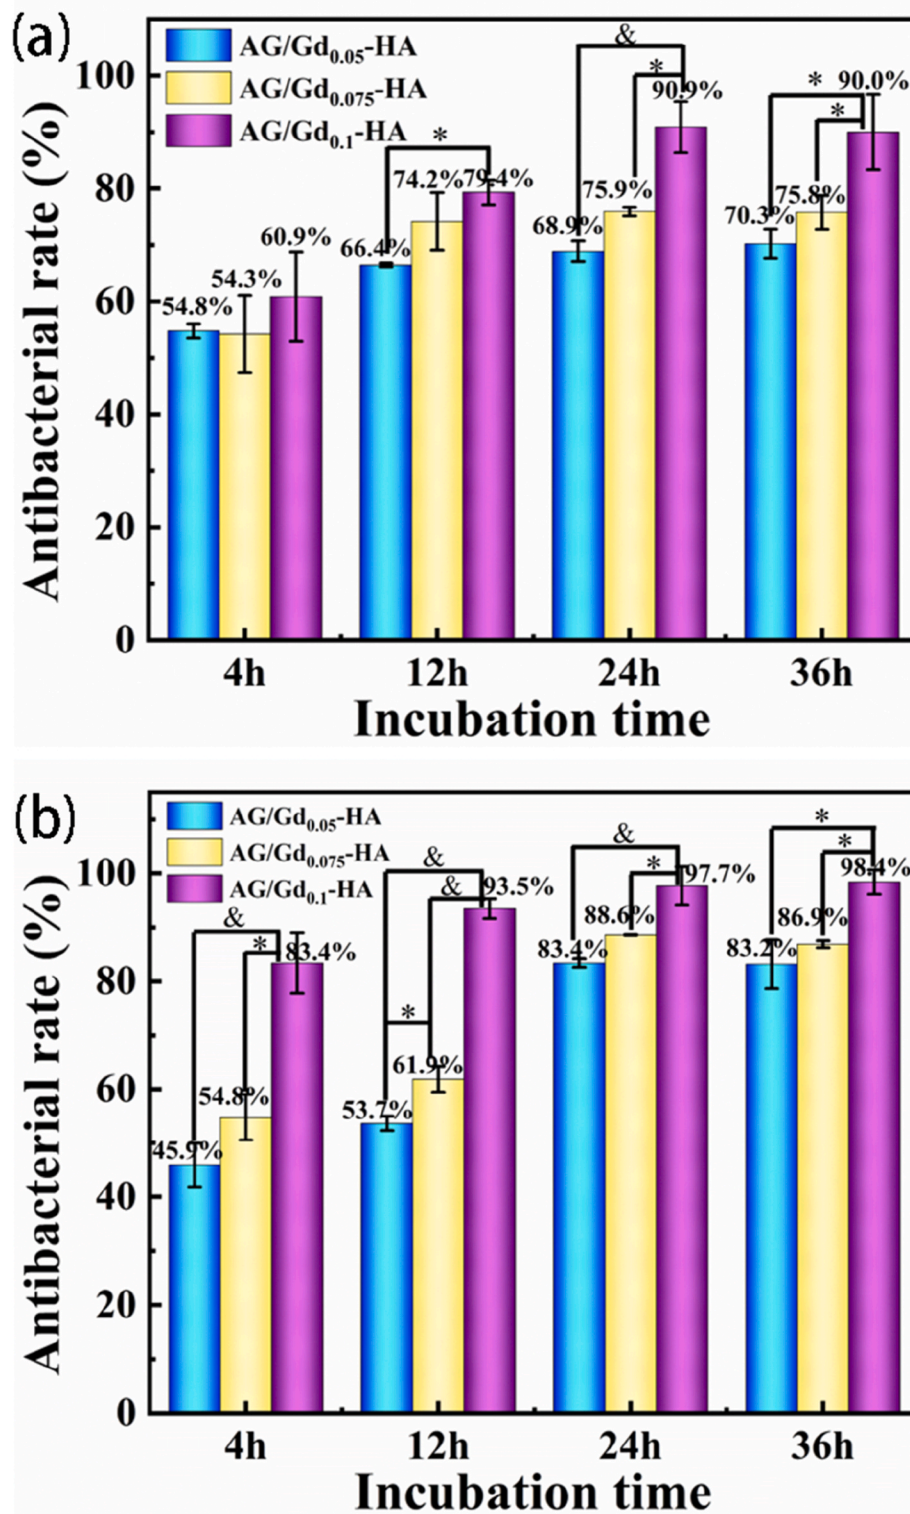 (a)
AG/Gd0.05-HA
AG/Gd0.075-HA
AG/Gd0.1-HA
Antibacterial rate (%)
100
80
60
40
20
0
54.8%
54.3%
60.9%
66.4%
74.2%
79.4%
*
68.9%
75.9%
90.9%
&
*
70.3%
75.8%
90.0%
*
*
4h
12h
24h
36h
Incubation time
(b)
AG/Gd0.05-HA
AG/Gd0.075-HA
AG/Gd0.1-HA
Antibacterial rate (%)
100
80
60
40
20
0
45.9%
54.8%
83.4%
&
*
53.7%
61.9%
93.5%
&
&
*
83.4%
88.6%
97.7%
&
*
83.2%
86.9%
98.4%
*
*
4h
12h
24h
36h
Incubation time